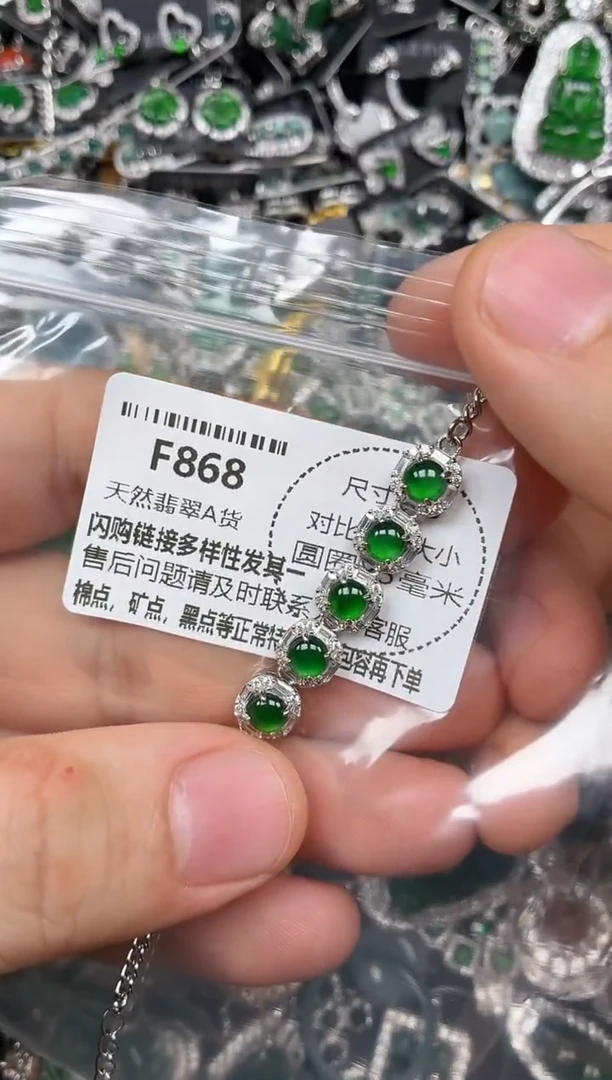 F868
天然翡翠A货
闪购链接多样性发其一
售后问题请及时联系客服
棉点，矿点，黑点等正常 包容再下单
尺寸
对比 大小
圆圈 毫米